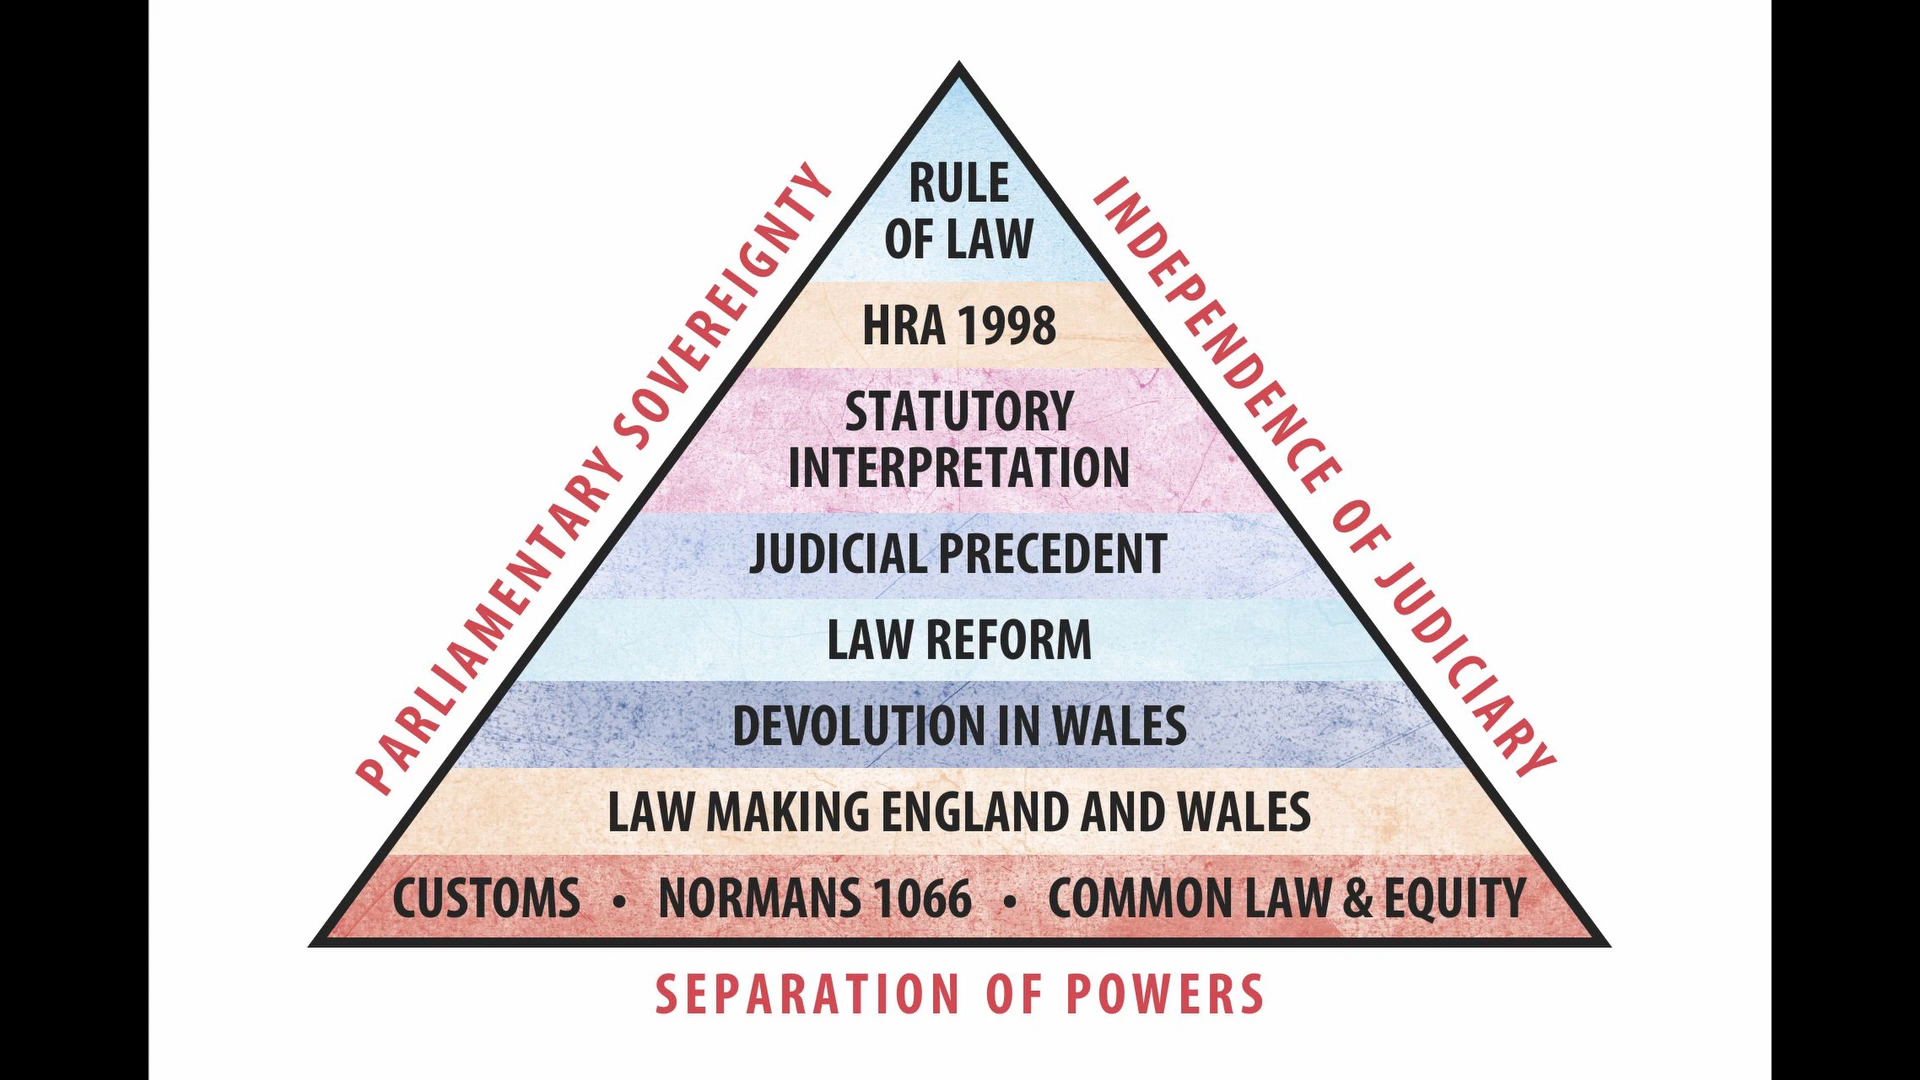 RULE
OF LAW
HRA 1998
STATUTORY
INTERPRETATION
JUDICIAL PRECEDENT
LAW REFORM
DEVOLUTION IN WALES
LAW MAKING ENGLAND AND WALES
CUSTOMS • NORMANS 1066 • COMMON LAW & EQUITY
PARLIAMENTARY SOVEREIGNTY
INDEPENDENCE OF JUDICIARY
SEPARATION OF POWERS